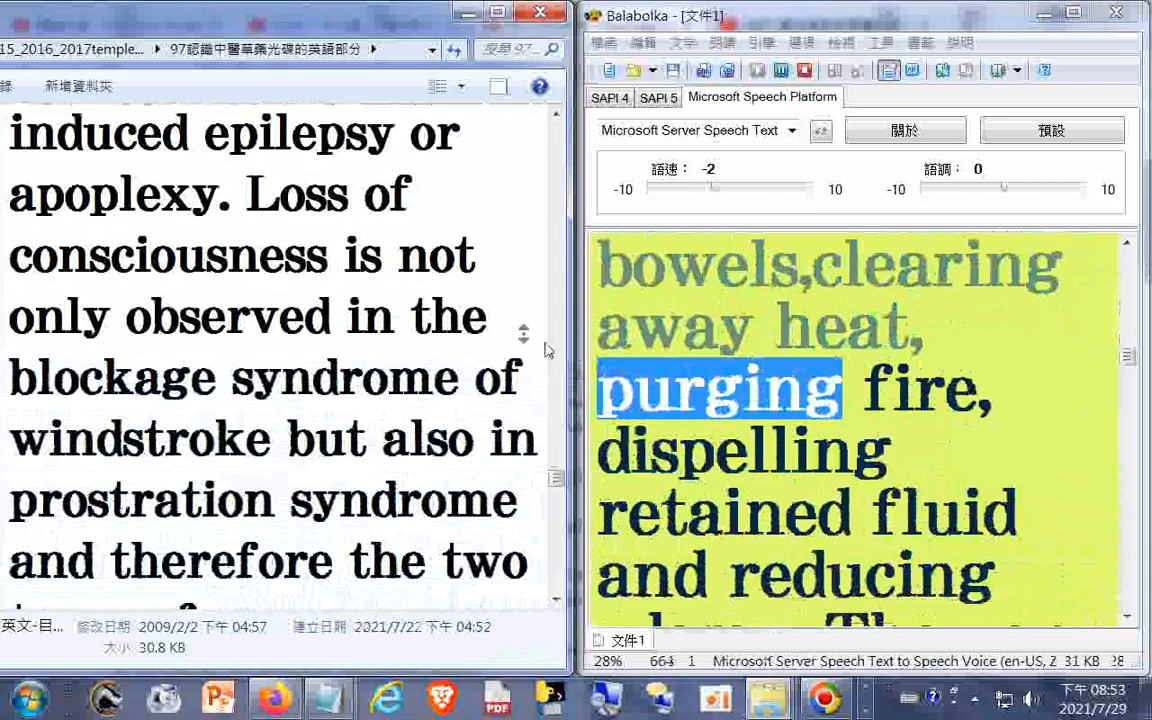 15_2016_2017temple... ▸ 97認識中醫草藥光碟的英語部分 ▸
搜尋 97...
錄 新增資料夾
induced epilepsy or
apoplexy. Loss of
consciousness is not
only observed in the
blockage syndrome of
windstroke but also in
prostration syndrome
and therefore the two
英文-目... 修改日期 2009/2/2 下午 04:57 建立日期 2021/7/22 下午 04:52
大小 30.8 KB
Balabolka - [文件1]
檔案 編輯 文字 朗讀 引擎 選項 檢視 工具 書籤 說明
SAPI 4 SAPI 5 Microsoft Speech Platform
Microsoft Server Speech Text 關於 預設
語速： -2 語調： 0
-10 10 -10 10
bowels,clearing
away heat,
purging fire,
dispelling
retained fluid
and reducing
文件1
28% 664 1 Microsoft Server Speech Text to Speech Voice (en-US, Z 31 KB 28
下午 08:53
2021/7/29